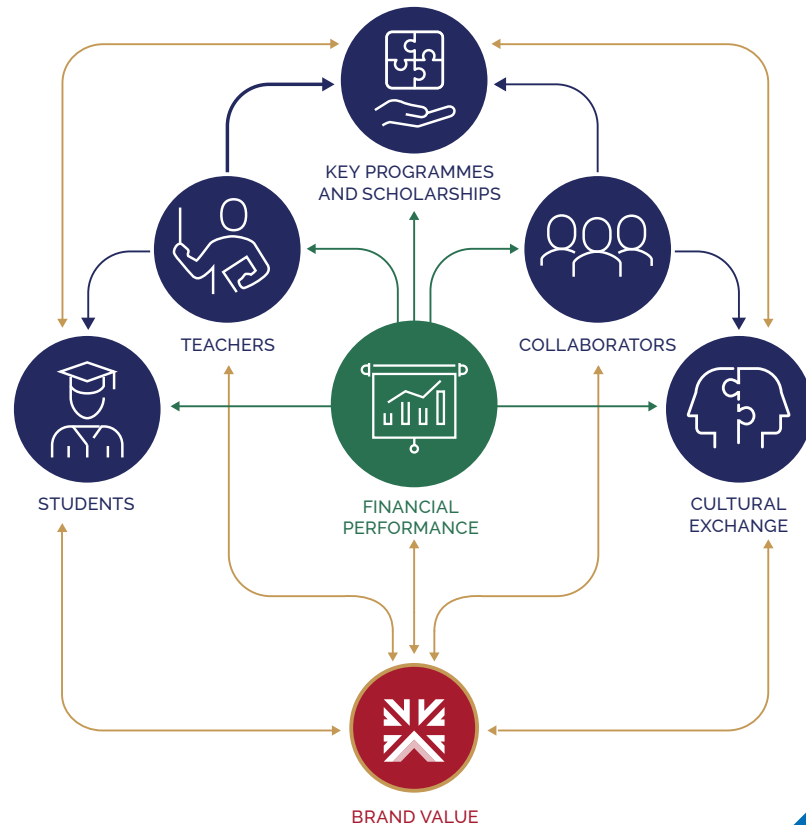 KEY PROGRAMMES
AND SCHOLARSHIPS
TEACHERS
COLLABORATORS
STUDENTS
FINANCIAL
PERFORMANCE
CULTURAL
EXCHANGE
BRAND VALUE